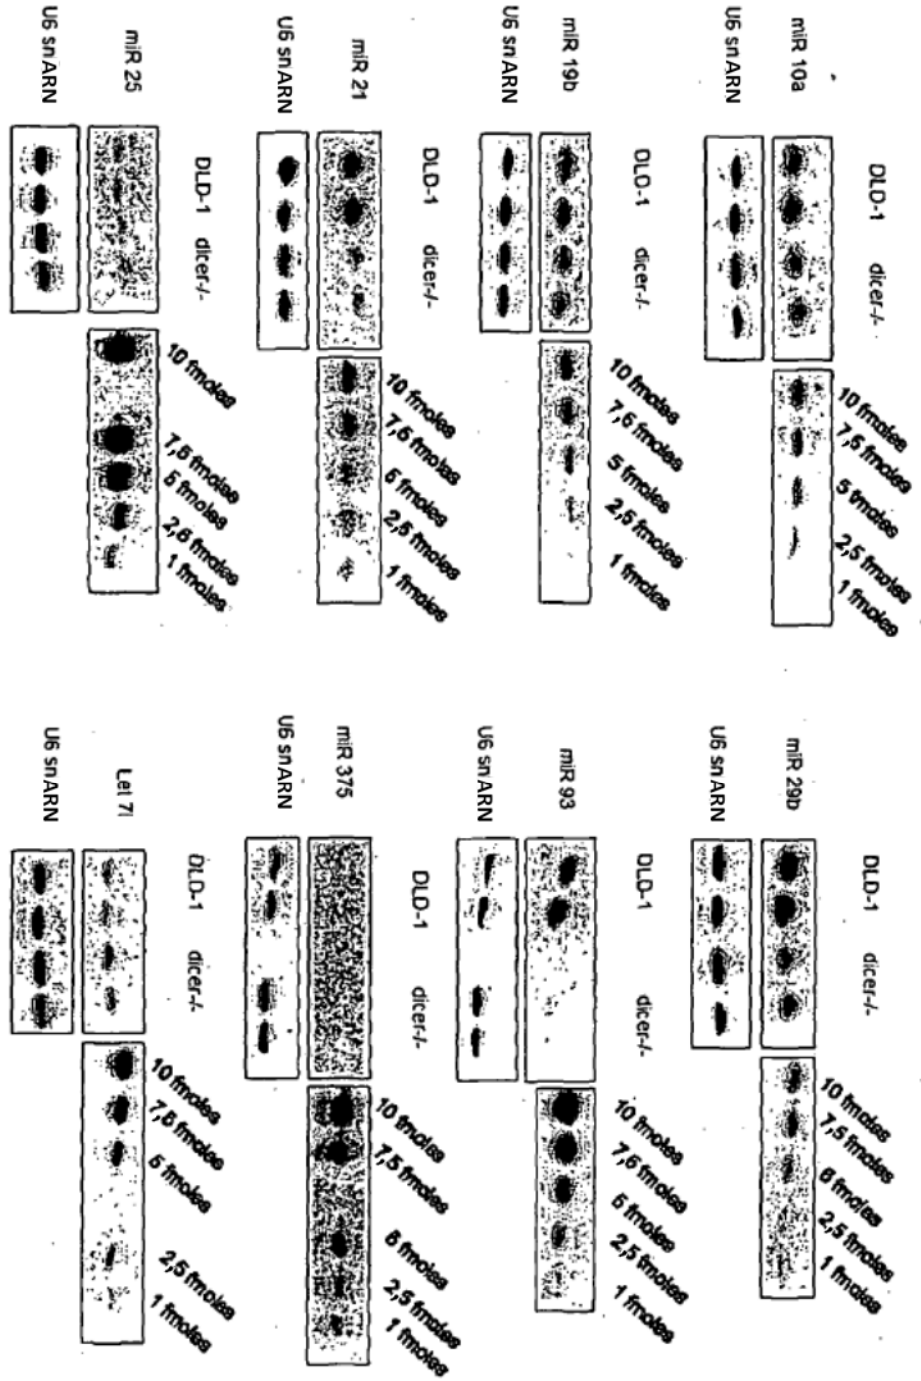 DLD-1 dicer-/- 10 fmoles 7,5 fmoles 5 fmoles 2,5 fmoles 1 fmoles
miR 10a
U6 snARN
DLD-1 dicer-/- 10 fmoles 7,5 fmoles 5 fmoles 2,5 fmoles 1 fmoles
miR 29b
U6 snARN
DLD-1 dicer-/- 10 fmoles 7,5 fmoles 5 fmoles 2,5 fmoles 1 fmoles
miR 19b
U6 snARN
DLD-1 dicer-/- 10 fmoles 7,5 fmoles 5 fmoles 2,5 fmoles 1 fmoles
miR 93
U6 snARN
DLD-1 dicer-/- 10 fmoles 7,5 fmoles 5 fmoles 2,5 fmoles 1 fmoles
miR 21
U6 snARN
DLD-1 dicer-/- 10 fmoles 7,5 fmoles 5 fmoles 2,5 fmoles 1 fmoles
miR 375
U6 snARN
DLD-1 dicer-/- 10 fmoles 7,5 fmoles 5 fmoles 2,5 fmoles 1 fmoles
miR 25
U6 snARN
DLD-1 dicer-/- 10 fmoles 7,5 fmoles 5 fmoles 2,5 fmoles 1 fmoles
Let 7i
U6 snARN